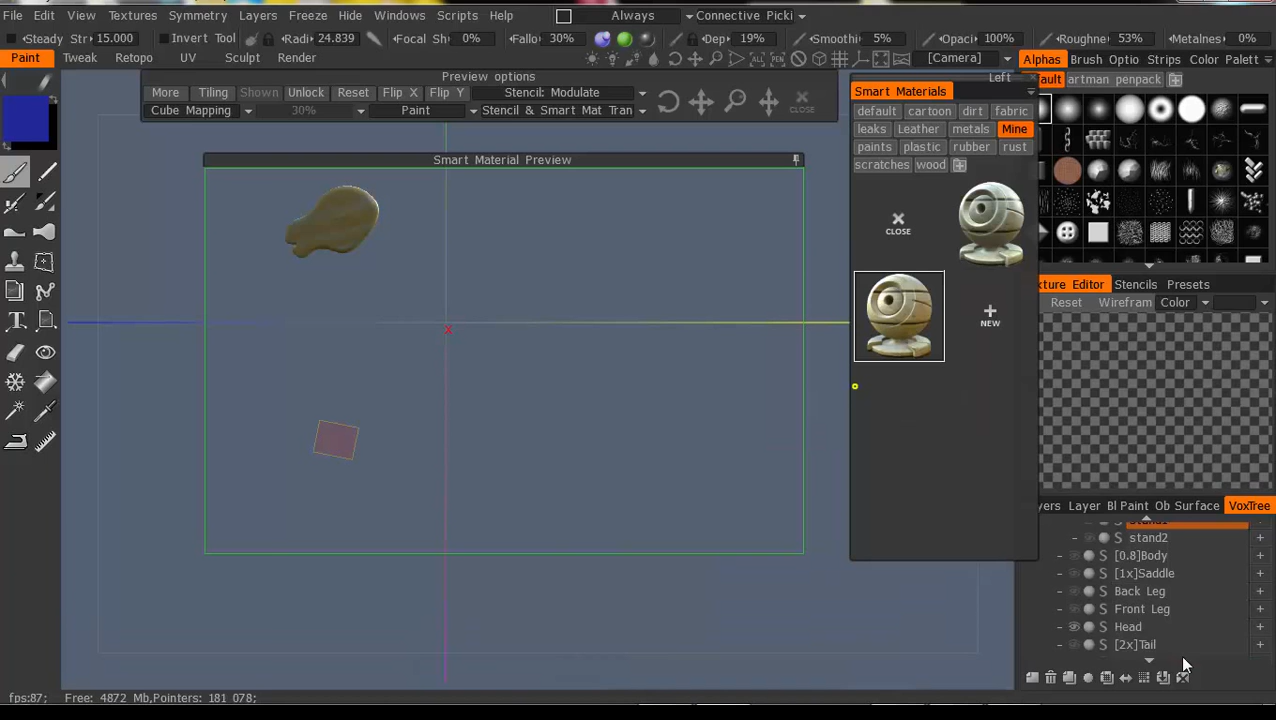 File Edit View Textures Symmetry Layers Freeze Hide Windows Scripts Help Always Connective Picki
Steady Str 15.000 Invert Tool Radi 24.839 Focal Sh 0% Fallo 30% Dep 19% Smoothi 5% Opaci 100% Roughne 53% Metalnes 0%
Paint Tweak Retopo UV Sculpt Render [Camera] Alphas Brush Optio Strips Color Palett
Preview options
Left
More Tiling Shown Unlock Reset Flip X Flip Y Stencil: Modulate
Cube Mapping 30% Paint Stencil & Smart Mat Tran CLOSE
Smart Materials
default cartoon dirt fabric
leaks Leather metals Mine
paints plastic rubber rust
scratches wood
CLOSE
NEW
fault artman penpack
Smart Material Preview
xture Editor Stencils Presets
Reset Wirefram Color
yers Layer Bl Paint Ob Surface VoxTree
S stand2
S [0.8]Body
S [1x]Saddle
S Back Leg
S Front Leg
S Head
S [2x]Tail
fps:87; Free: 4872 Mb,Pointers: 181 078;